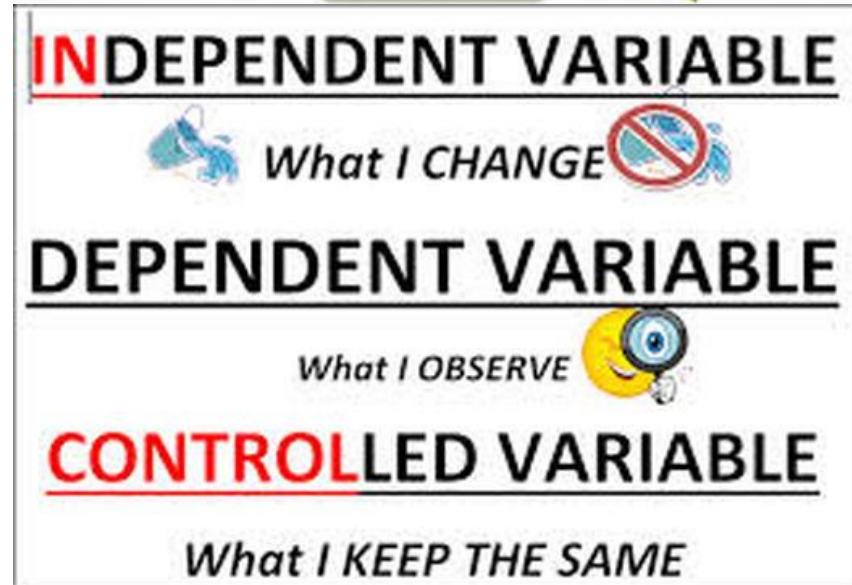 INDEPENDENT VARIABLE
What I CHANGE
DEPENDENT VARIABLE
What I OBSERVE
CONTROLLED VARIABLE
What I KEEP THE SAME